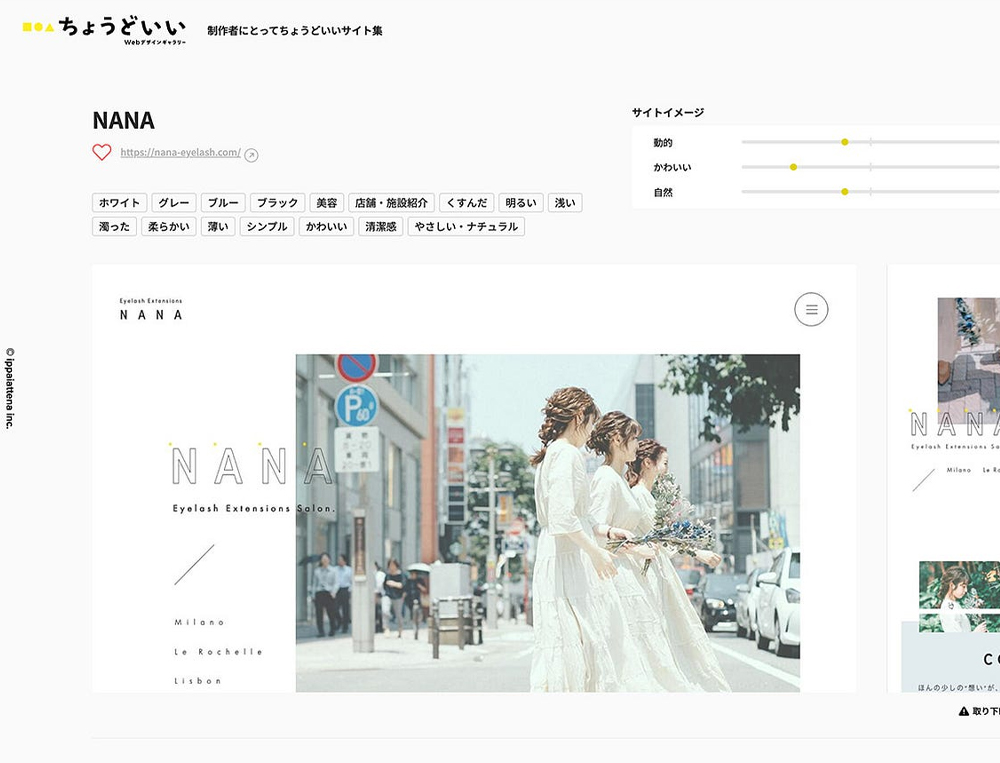 ちょうどいい
Webデザインギャラリー
制作者にとってちょうどいいサイト集
NANA
https://nana-eyelash.com/
ホワイト グレー ブルー ブラック 美容 店舗・施設紹介 くすんだ 明るい 浅い
濁った 柔らかい 薄い シンプル かわいい 清潔感 やさしい・ナチュラル
サイトイメージ
動的
かわいい
自然
Eyelash Extensions
NANA
P60
NANA
Eyelash Extensions Salon.
Milano
Le Rochelle
Lisbon
NANA
Eyelash Extensions Sa
Milano Le Ro
CO
ほんの少しの"想い"が、
取り下
© ippaiattena inc.